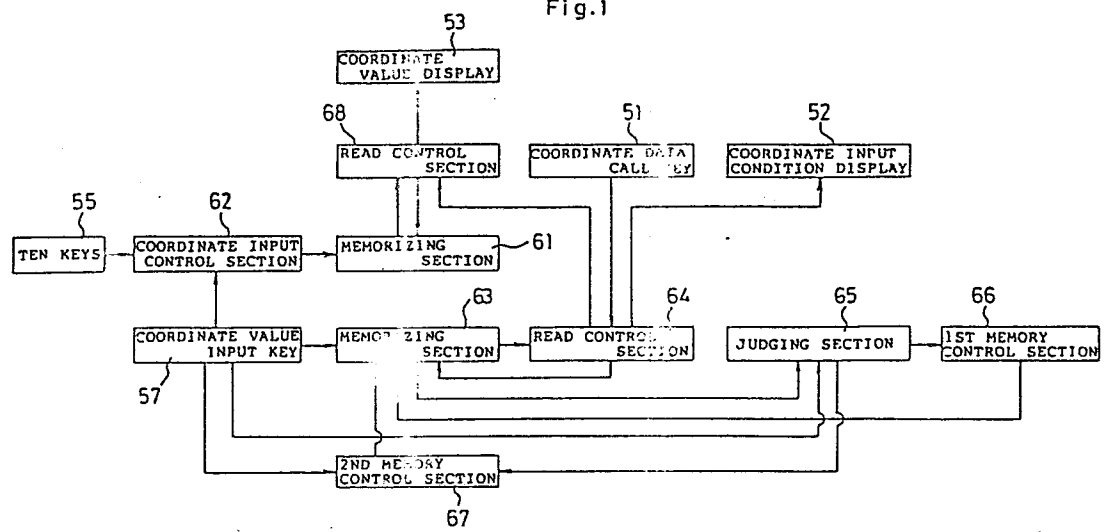 Fig.1
53
COORDINATE
VALUE DISPLAY
68
51
52
READ CONTROL
SECTION
COORDINATE DATA
CALL KEY
COORDINATE INPUT
CONDITION DISPLAY
55
62
TEN KEYS
COORDINATE INPUT
CONTROL SECTION
MEMORIZING
SECTION
61
63
64
65
66
COORDINATE VALUE
INPUT KEY
MEMORIZING
SECTION
READ CONTROL
SECTION
JUDGING SECTION
1ST MEMORY
CONTROL SECTION
57
2ND MEMORY
CONTROL SECTION
67